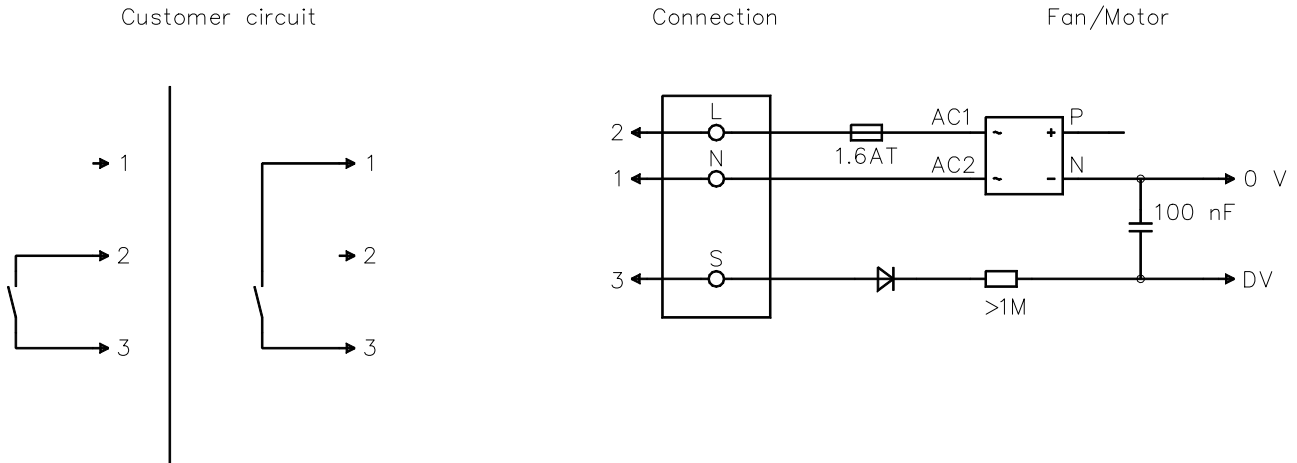 Customer circuit
Connection
Fan/Motor
1
2
3
1
2
3
L
2
AC1
~
+
P
1.6AT
N
1
AC2
~
-
N
0 V
100 nF
S
3
DV
>1M